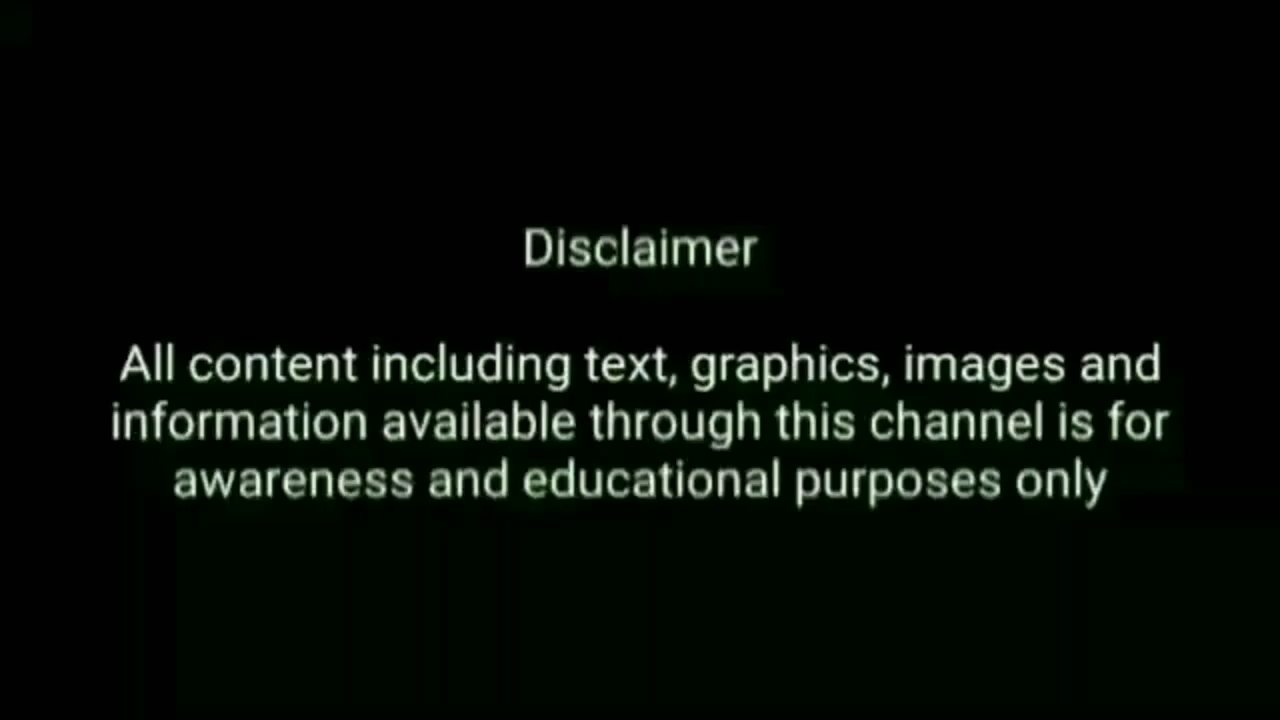 Disclaimer
All content including text, graphics, images and
information available through this channel is for
awareness and educational purposes only